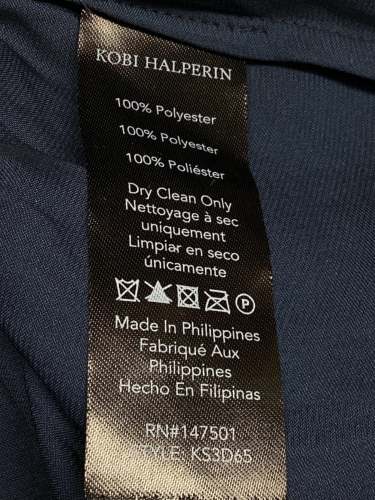 KOBI HALPERIN
100% Polyester
100% Polyester
100% Poliéster
Dry Clean Only
Nettoyage à sec
uniquement
Limpiar en seco
únicamente
P
Made In Philippines
Fabriqué Aux
Philippines
Hecho En Filipinas
RN#147501
STYLE: KS3D65